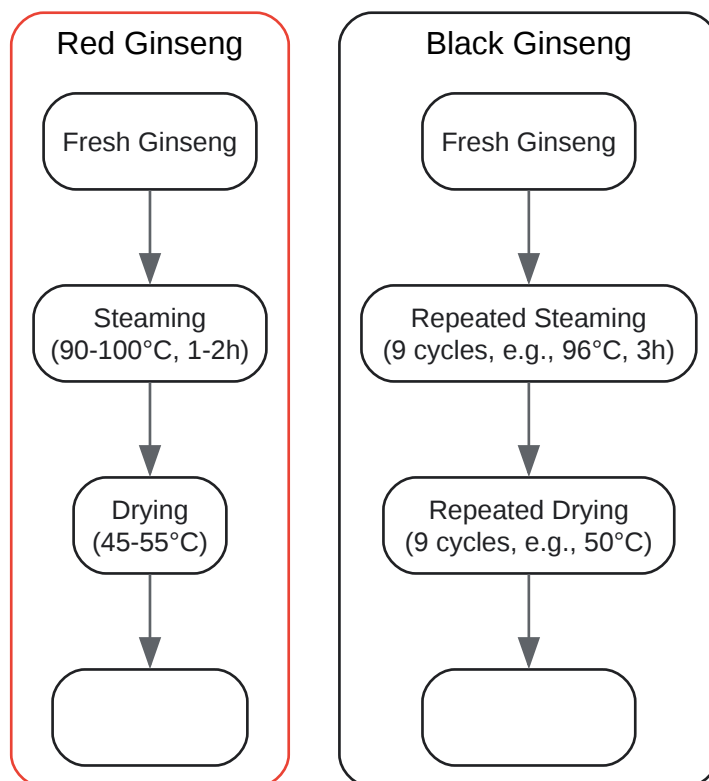 Red Ginseng
Fresh Ginseng
Steaming
(90-100°C, 1-2h)
Drying
(45-55°C)
Black Ginseng
Fresh Ginseng
Repeated Steaming
(9 cycles, e.g., 96°C, 3h)
Repeated Drying
(9 cycles, e.g., 50°C)